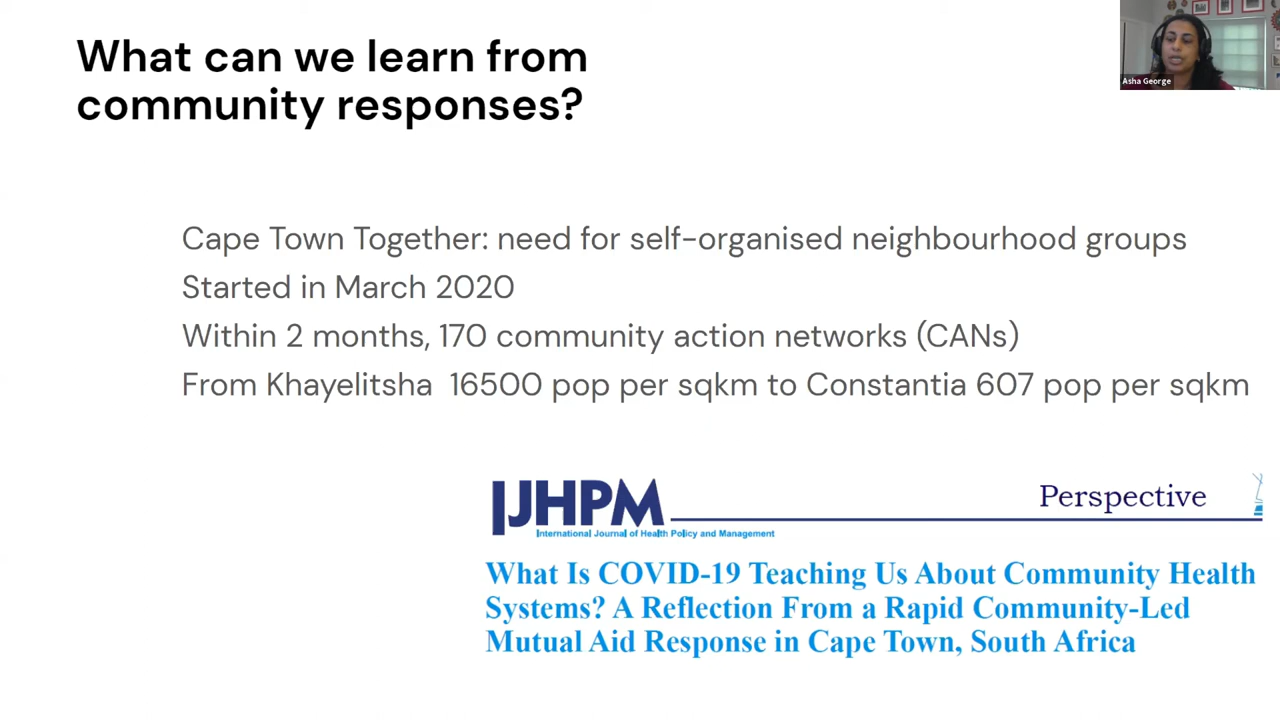 What can we learn from
community responses?
Asha George
Cape Town Together: need for self-organised neighbourhood groups
Started in March 2020
Within 2 months, 170 community action networks (CANs)
From Khayelitsha 16500 pop per sqkm to Constantia 607 pop per sqkm
IJHPM
Perspective
International Journal of Health Policy and Management
What Is COVID-19 Teaching Us About Community Health
Systems? A Reflection From a Rapid Community-Led
Mutual Aid Response in Cape Town, South Africa